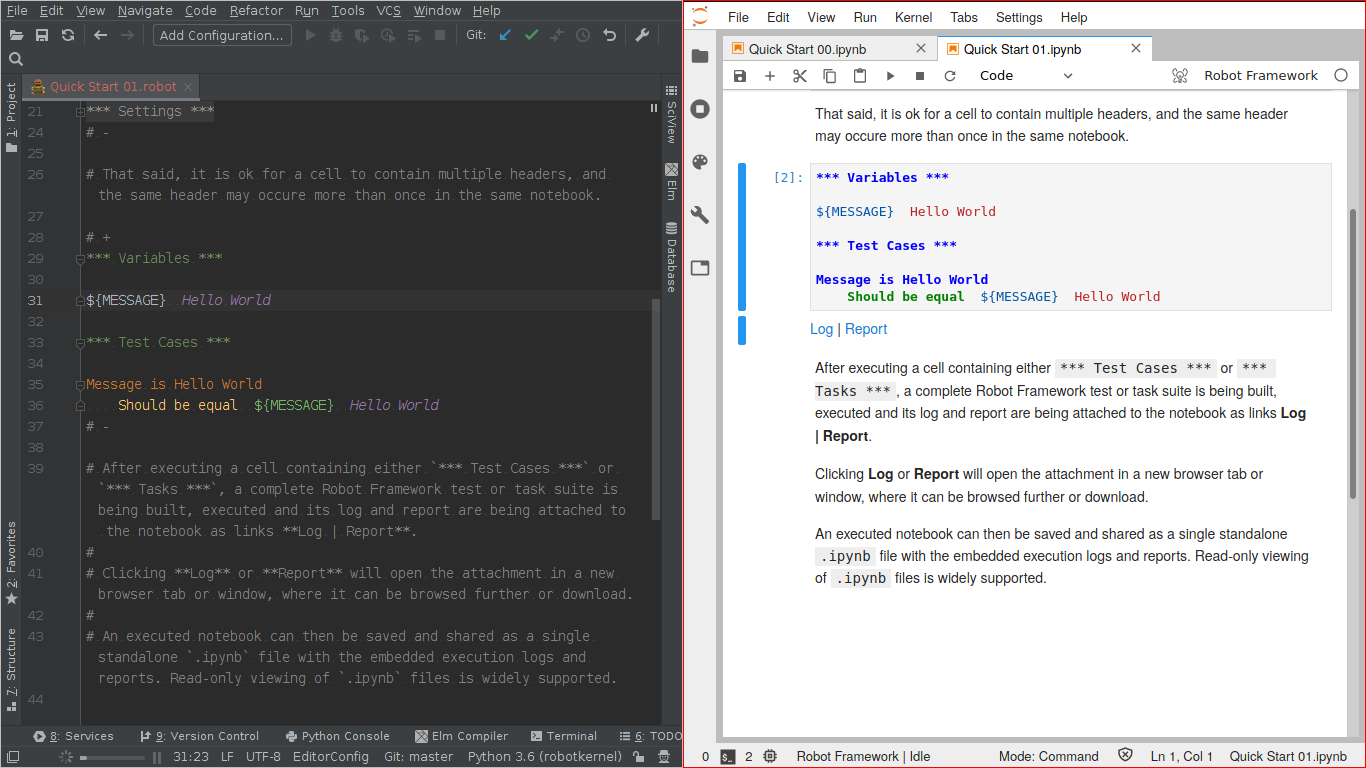 File Edit View Navigate Code Refactor Run Tools VCS Window Help
Add Configuration... Git:
Quick Start 01.robot
1: Project
2: Favorites
7: Structure
21 *** Settings ***
24 # -
25
26 # That said, it is ok for a cell to contain multiple headers, and
the same header may occure more than once in the same notebook.
27
28 # +
29 *** Variables ***
30
31 ${MESSAGE} Hello World
32
33 *** Test Cases ***
34
35 Message is Hello World
36 Should be equal ${MESSAGE} Hello World
37 # -
38
39 # After executing a cell containing either `*** Test Cases ***` or
`*** Tasks ***`, a complete Robot Framework test or task suite is
being built, executed and its log and report are being attached to
the notebook as links **Log | Report**.
40 #
41 # Clicking **Log** or **Report** will open the attachment in a new
browser tab or window, where it can be browsed further or download.
42 #
43 # An executed notebook can then be saved and shared as a single
standalone `.ipynb` file with the embedded execution logs and
reports. Read-only viewing of `.ipynb` files is widely supported.
44
SciView
Elm
Database
8: Services 9: Version Control Python Console Elm Compiler Terminal 6: TODO
31:23 LF UTF-8 EditorConfig Git: master Python 3.6 (robotkernel)
File Edit View Run Kernel Tabs Settings Help
Quick Start 00.ipynb Quick Start 01.ipynb
Code Robot Framework
That said, it is ok for a cell to contain multiple headers, and the same header
may occure more than once in the same notebook.
[2]: *** Variables ***
${MESSAGE} Hello World
*** Test Cases ***
Message is Hello World
Should be equal ${MESSAGE} Hello World
Log | Report
After executing a cell containing either *** Test Cases *** or ***
Tasks *** , a complete Robot Framework test or task suite is being built,
executed and its log and report are being attached to the notebook as links Log
| Report.
Clicking Log or Report will open the attachment in a new browser tab or
window, where it can be browsed further or download.
An executed notebook can then be saved and shared as a single standalone
.ipynb file with the embedded execution logs and reports. Read-only viewing
of .ipynb files is widely supported.
0 2 Robot Framework | Idle Mode: Command Ln 1, Col 1 Quick Start 01.ipynb